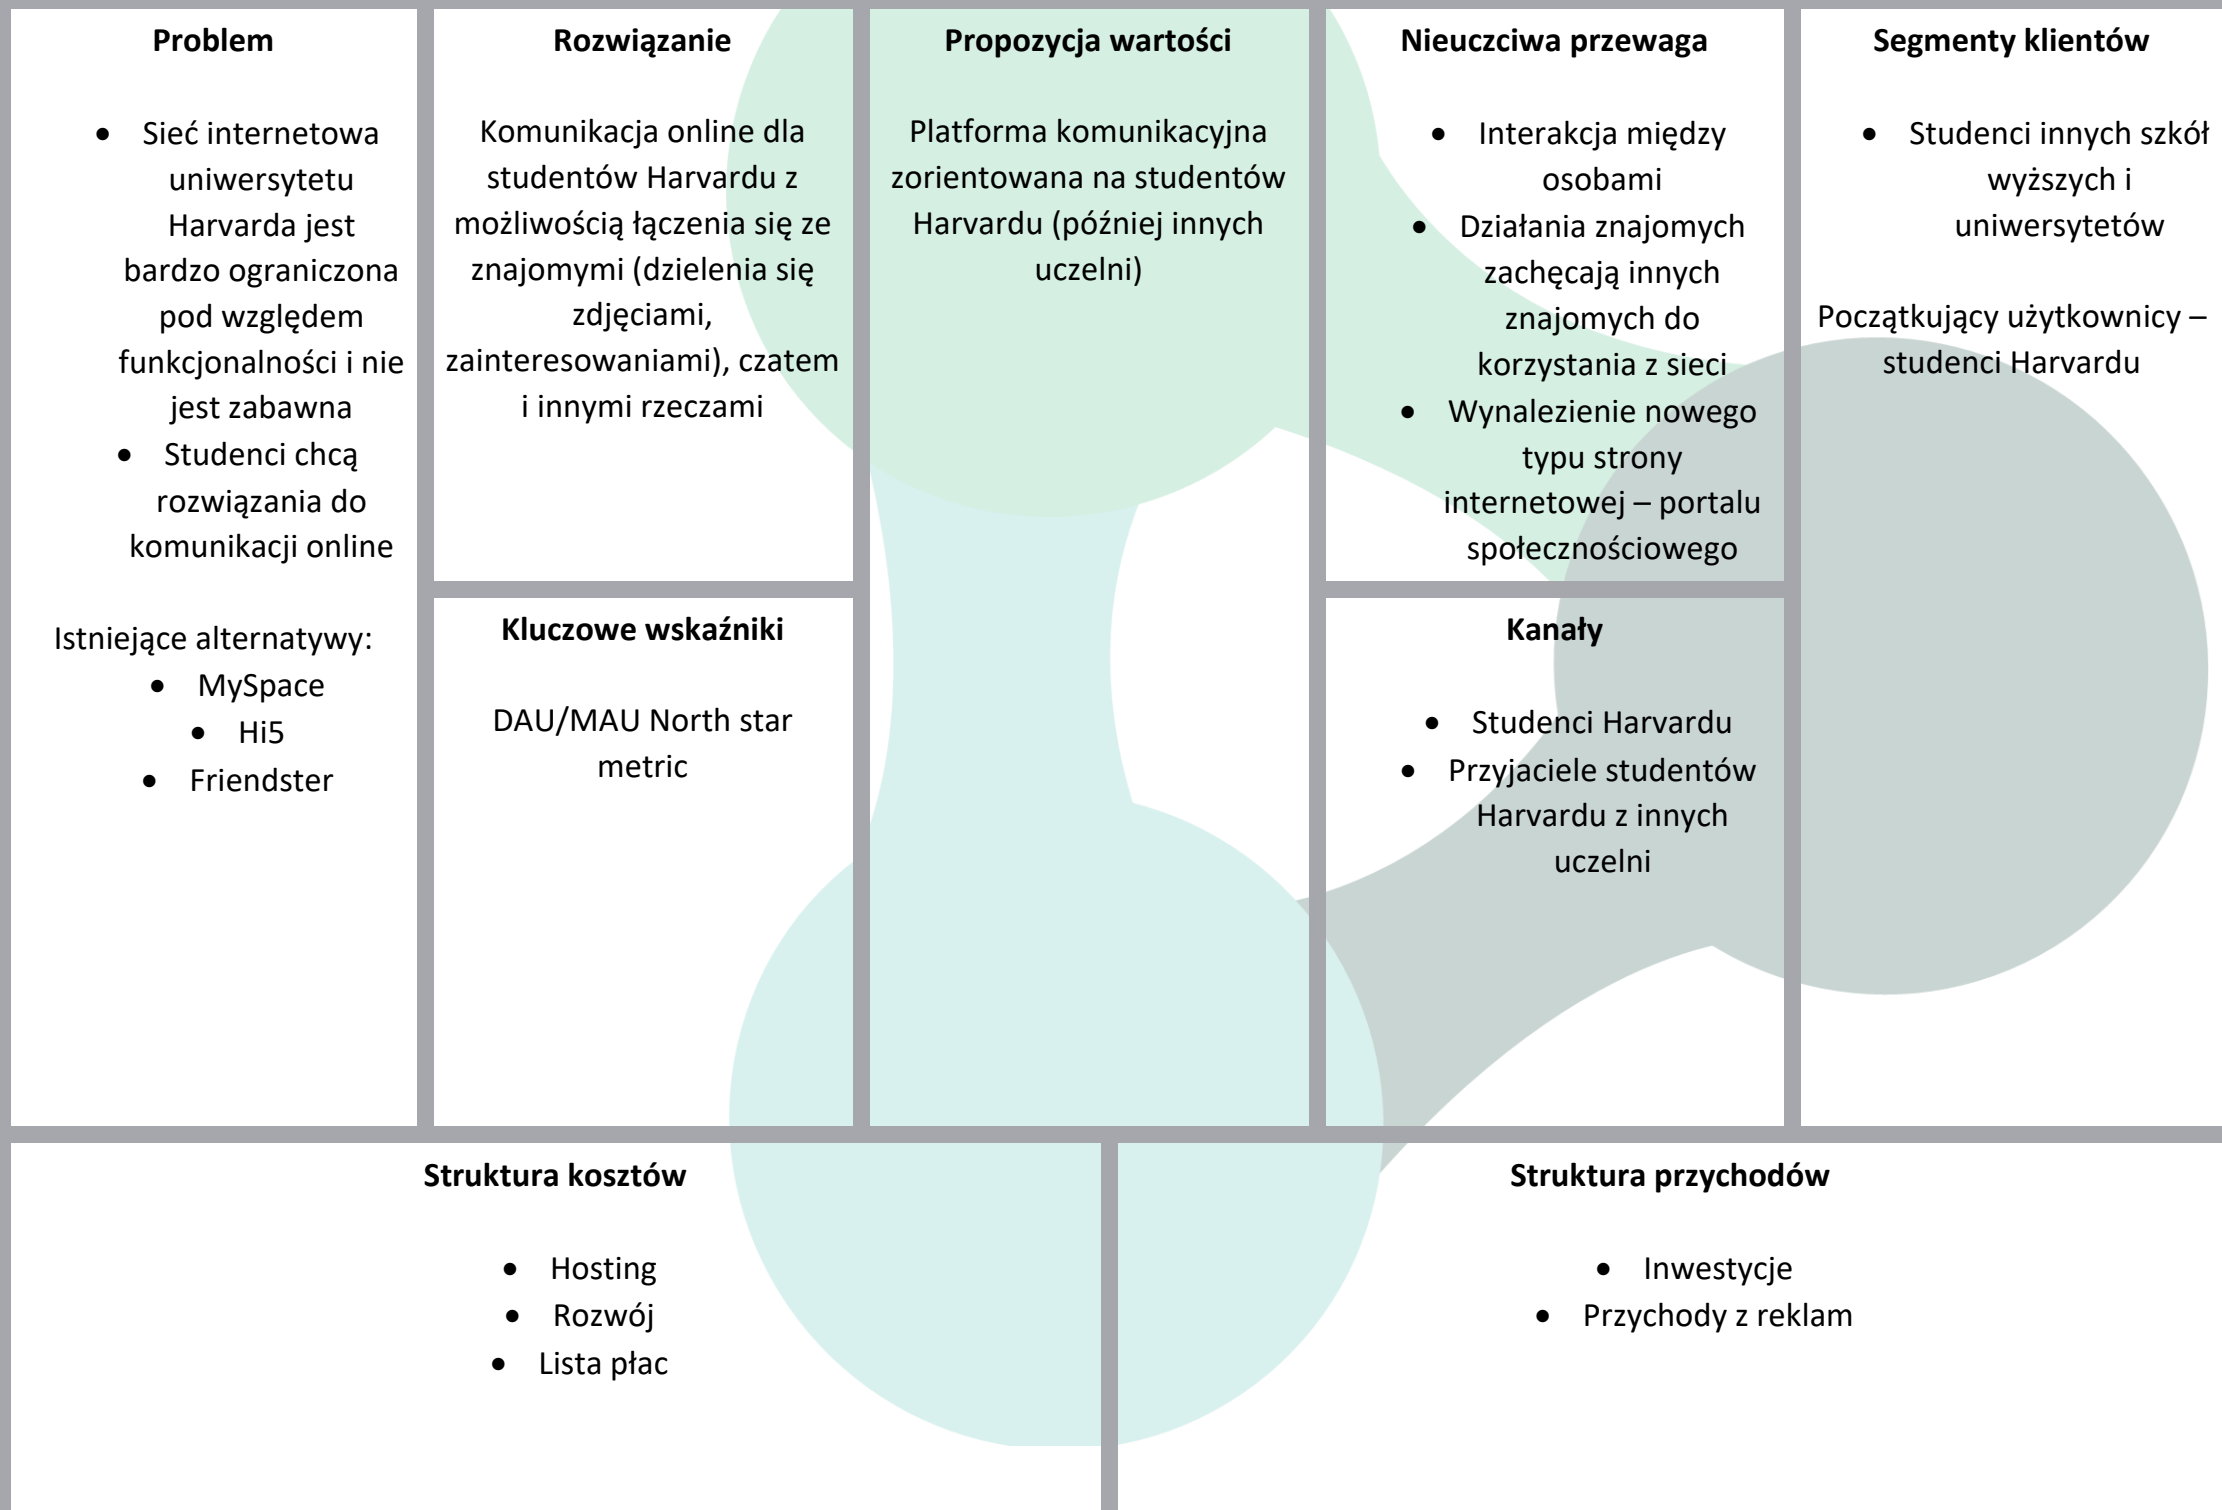 Problem
• Sieć internetowa
uniwersytetu
Harvarda jest
bardzo ograniczona
pod względem
funkcjonalności i nie
jest zabawna
• Studenci chcą
rozwiązania do
komunikacji online
Istniejące alternatywy:
• MySpace
• Hi5
• Friendster
Rozwiązanie
Komunikacja online dla
studentów Harvardu z
możliwością łączenia się ze
znajomymi (dzielenia się
zdjęciami,
zainteresowaniami), czatem
i innymi rzeczami
Kluczowe wskaźniki
DAU/MAU North star
metric
Propozycja wartości
Platforma komunikacyjna
zorientowana na studentów
Harvardu (później innych
uczelni)
Nieuczciwa przewaga
• Interakcja między
osobami
• Działania znajomych
zachęcają innych
znajomych do
korzystania z sieci
• Wynalezienie nowego
typu strony
internetowej – portalu
społecznościowego
Kanały
• Studenci Harvardu
• Przyjaciele studentów
Harvardu z innych
uczelni
Segmenty klientów
• Studenci innych szkół
wyższych i
uniwersytetów
Początkujący użytkownicy –
studenci Harvardu
Struktura kosztów
• Hosting
• Rozwój
• Lista płac
Struktura przychodów
• Inwestycje
• Przychody z reklam